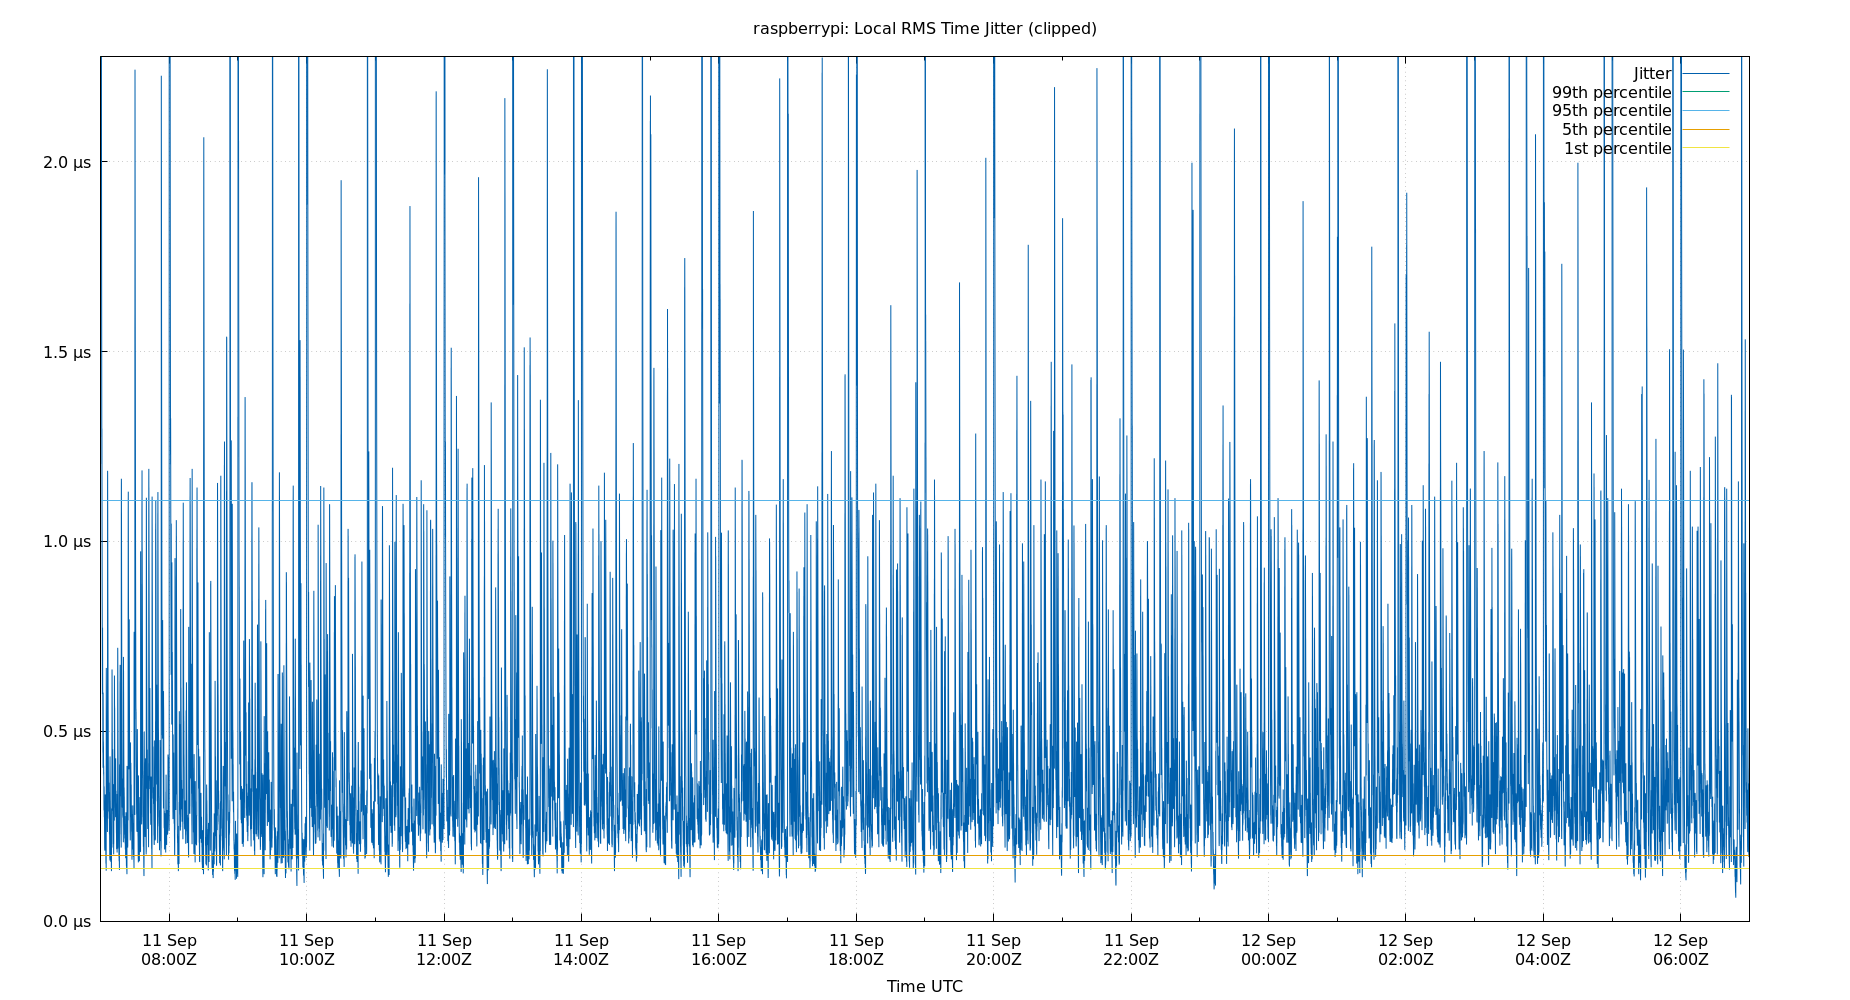 raspberrypi: Local RMS Time Jitter (clipped)
Jitter
99th percentile
95th percentile
5th percentile
1st percentile
2.0 µs
1.5 µs
1.0 µs
0.5 µs
0.0 µs
11 Sep 11 Sep 11 Sep 11 Sep 11 Sep 11 Sep 11 Sep 11 Sep 12 Sep 12 Sep 12 Sep 12 Sep
08:00Z 10:00Z 12:00Z 14:00Z 16:00Z 18:00Z 20:00Z 22:00Z 00:00Z 02:00Z 04:00Z 06:00Z
Time UTC